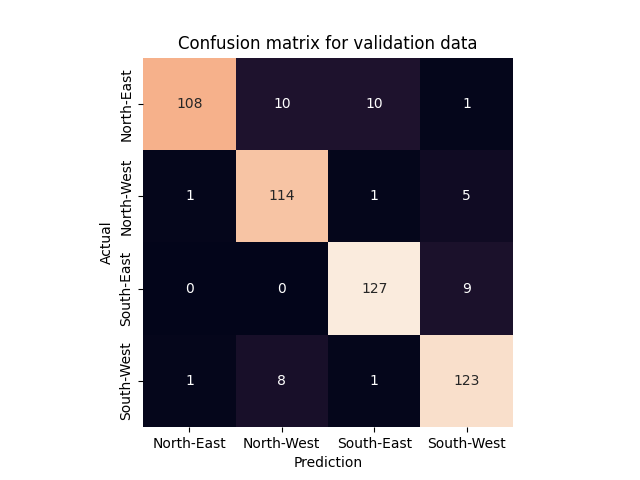 Confusion matrix for validation data
Actual
North-East 108 10 10 1
North-West 1 114 1 5
South-East 0 0 127 9
South-West 1 8 1 123
North-East North-West South-East South-West
Prediction